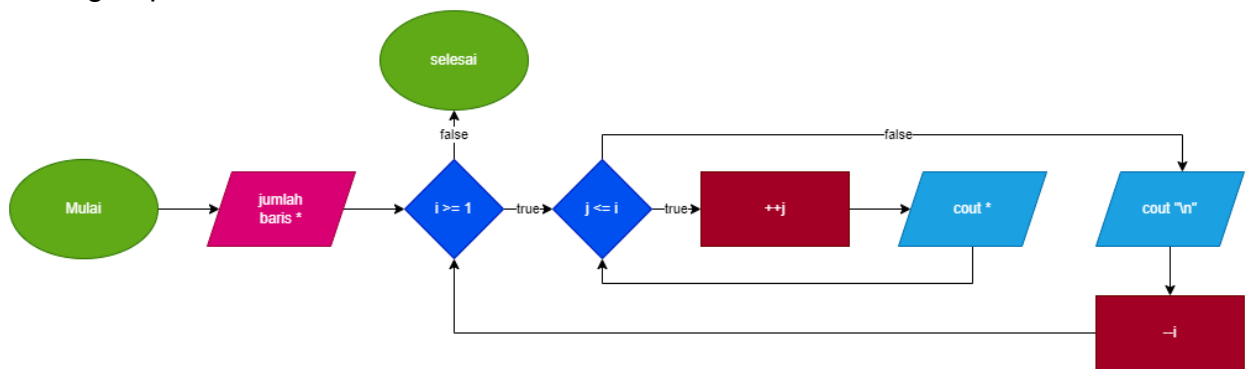 selesai
false
false
Mulai
jumlah
baris *
i >= 1
true
j <= i
true
++j
cout *
cout "\n"
--i